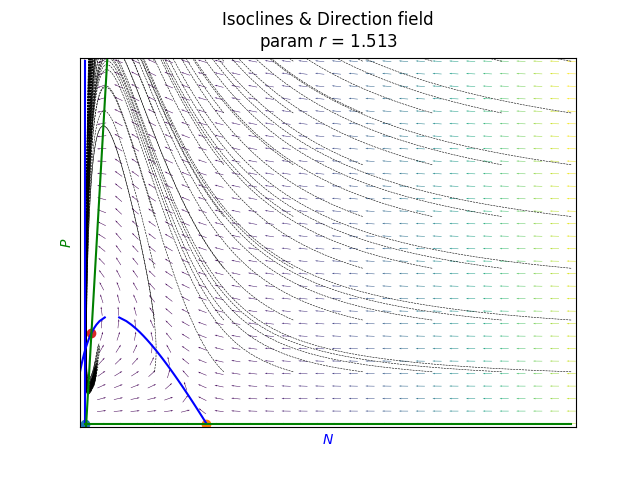 Isoclines & Direction field
param r = 1.513
P
N